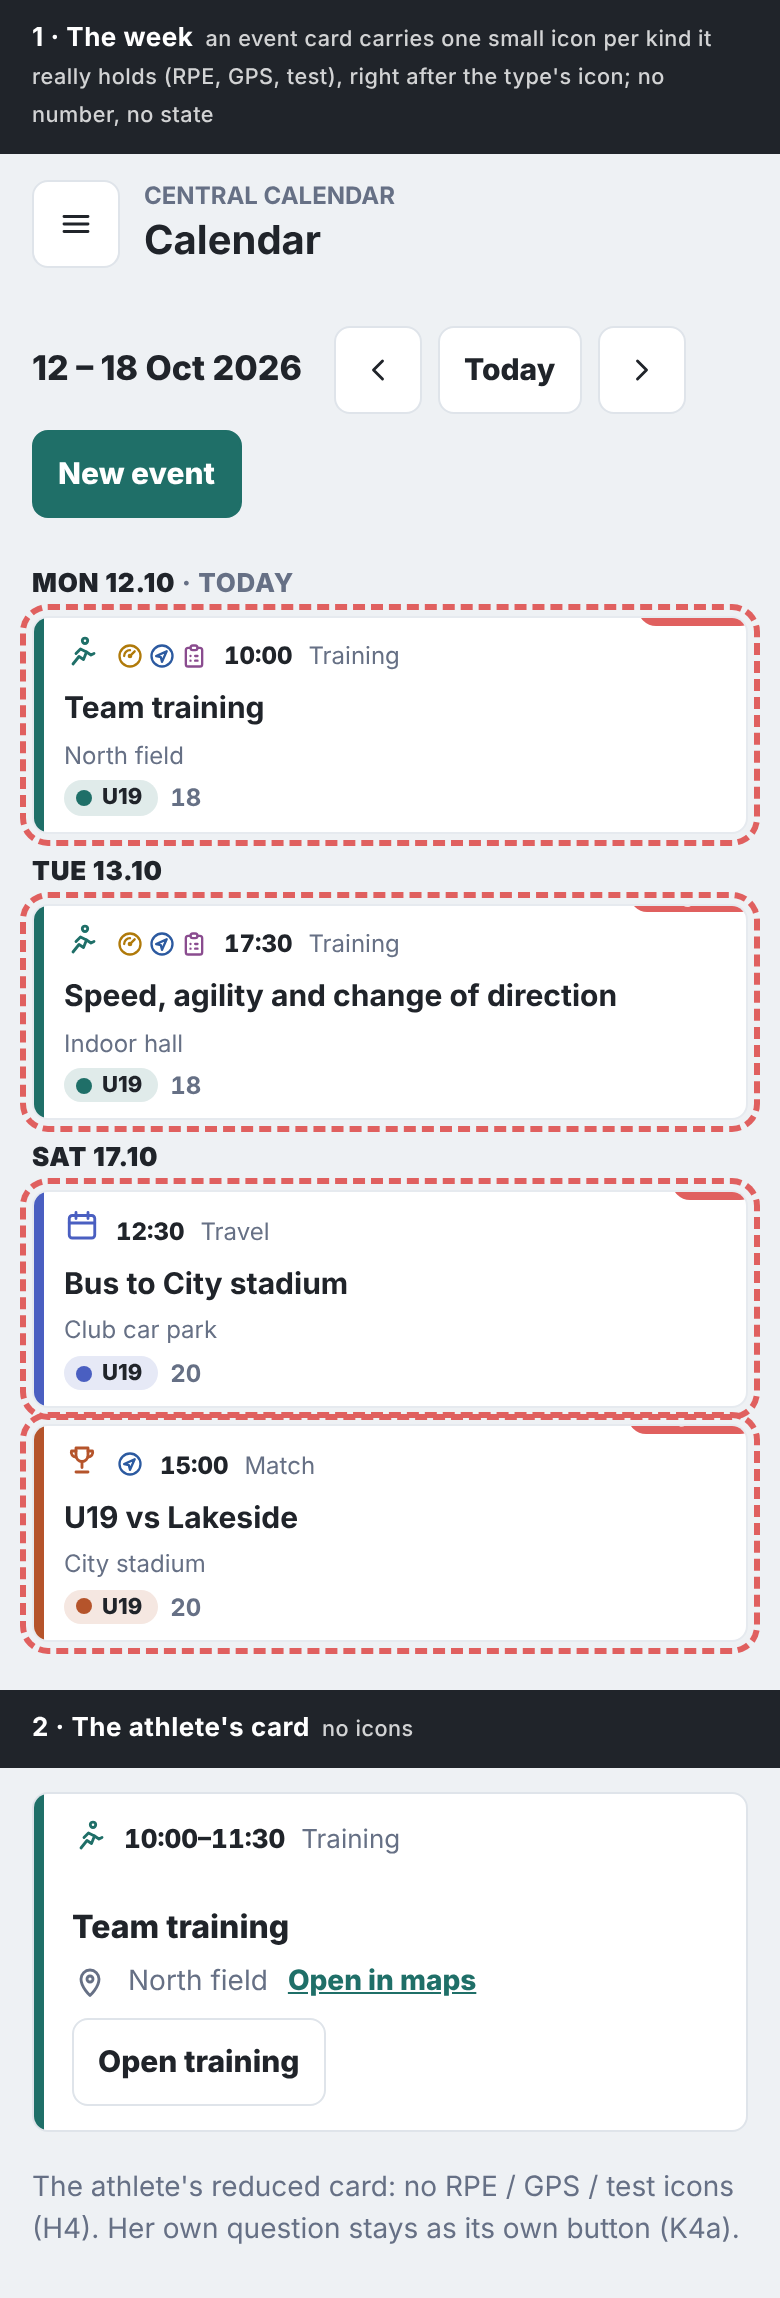 1 · The week an event card carries one small icon per kind it
really holds (RPE, GPS, test), right after the type's icon; no
number, no state
CENTRAL CALENDAR
Calendar
12 – 18 Oct 2026
Today
New event
MON 12.10 · TODAY
10:00 Training
Team training
North field
U19 18
TUE 13.10
17:30 Training
Speed, agility and change of direction
Indoor hall
U19 18
SAT 17.10
12:30 Travel
Bus to City stadium
Club car park
U19 20
15:00 Match
U19 vs Lakeside
City stadium
U19 20
2 · The athlete's card no icons
10:00–11:30 Training
Team training
North field Open in maps
Open training
The athlete's reduced card: no RPE / GPS / test icons
(H4). Her own question stays as its own button (K4a).